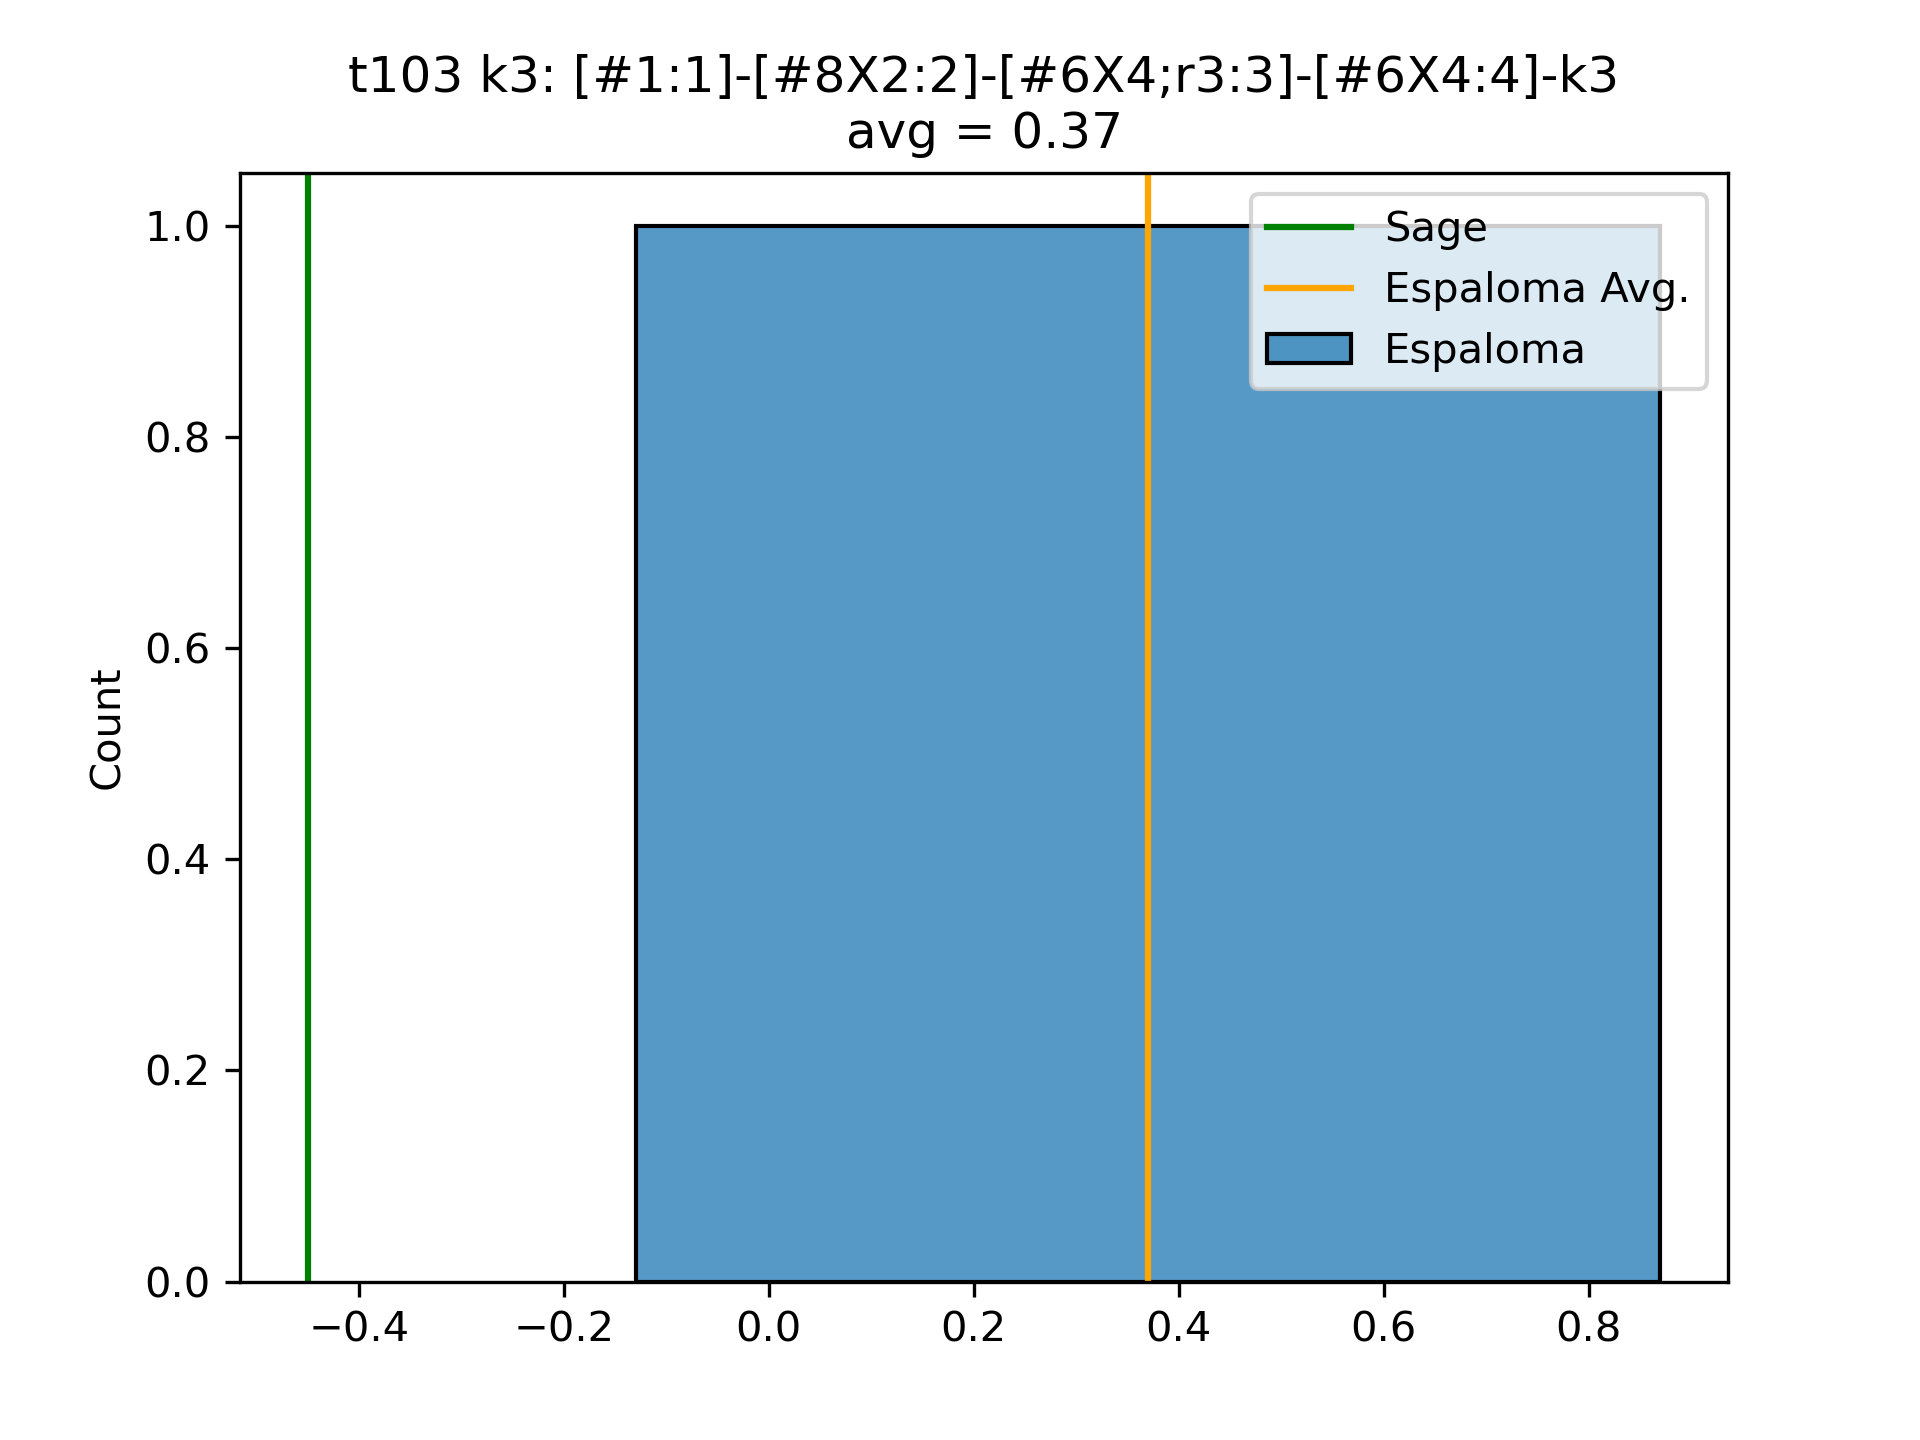 t103 k3: [#1:1]-[#8X2:2]-[#6X4;r3:3]-[#6X4:4]-k3
avg = 0.37
Sage
Espaloma Avg.
Espaloma
Count
1.0
0.8
0.6
0.4
0.2
0.0
−0.4 −0.2 0.0 0.2 0.4 0.6 0.8